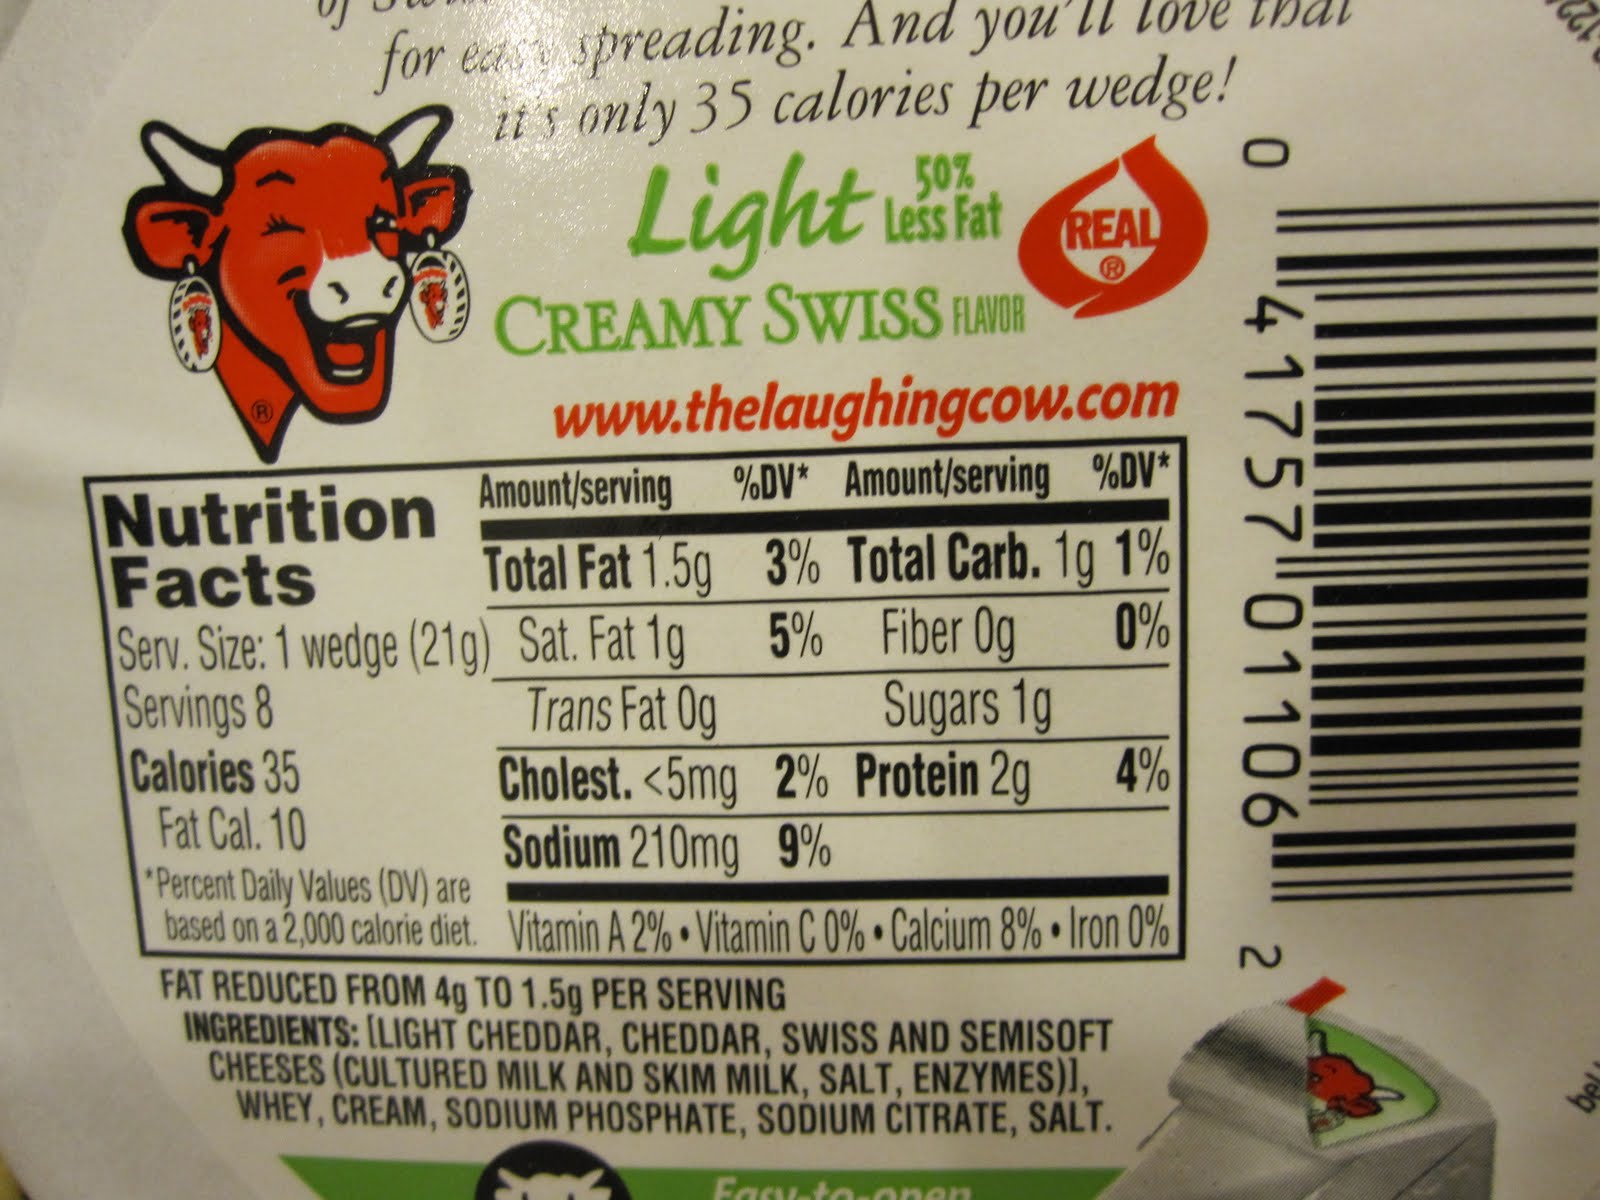 for easy spreading. And you'll love that
it's only 35 calories per wedge!
Light 50% Less Fat
REAL ®
CREAMY SWISS FLAVOR
www.thelaughingcow.com
®
Nutrition Facts
Serv. Size: 1 wedge (21g)
Servings 8
Calories 35
Fat Cal. 10
*Percent Daily Values (DV) are
based on a 2,000 calorie diet.
Amount/serving %DV* Amount/serving %DV*
Total Fat 1.5g 3% Total Carb. 1g 1%
Sat. Fat 1g 5% Fiber 0g 0%
Trans Fat 0g Sugars 1g
Cholest. <5mg 2% Protein 2g 4%
Sodium 210mg 9%
Vitamin A 2% • Vitamin C 0% • Calcium 8% • Iron 0%
FAT REDUCED FROM 4g TO 1.5g PER SERVING
INGREDIENTS: [LIGHT CHEDDAR, CHEDDAR, SWISS AND SEMISOFT
CHEESES (CULTURED MILK AND SKIM MILK, SALT, ENZYMES)],
WHEY, CREAM, SODIUM PHOSPHATE, SODIUM CITRATE, SALT.
Easy-to-open
0 41757 01106 2